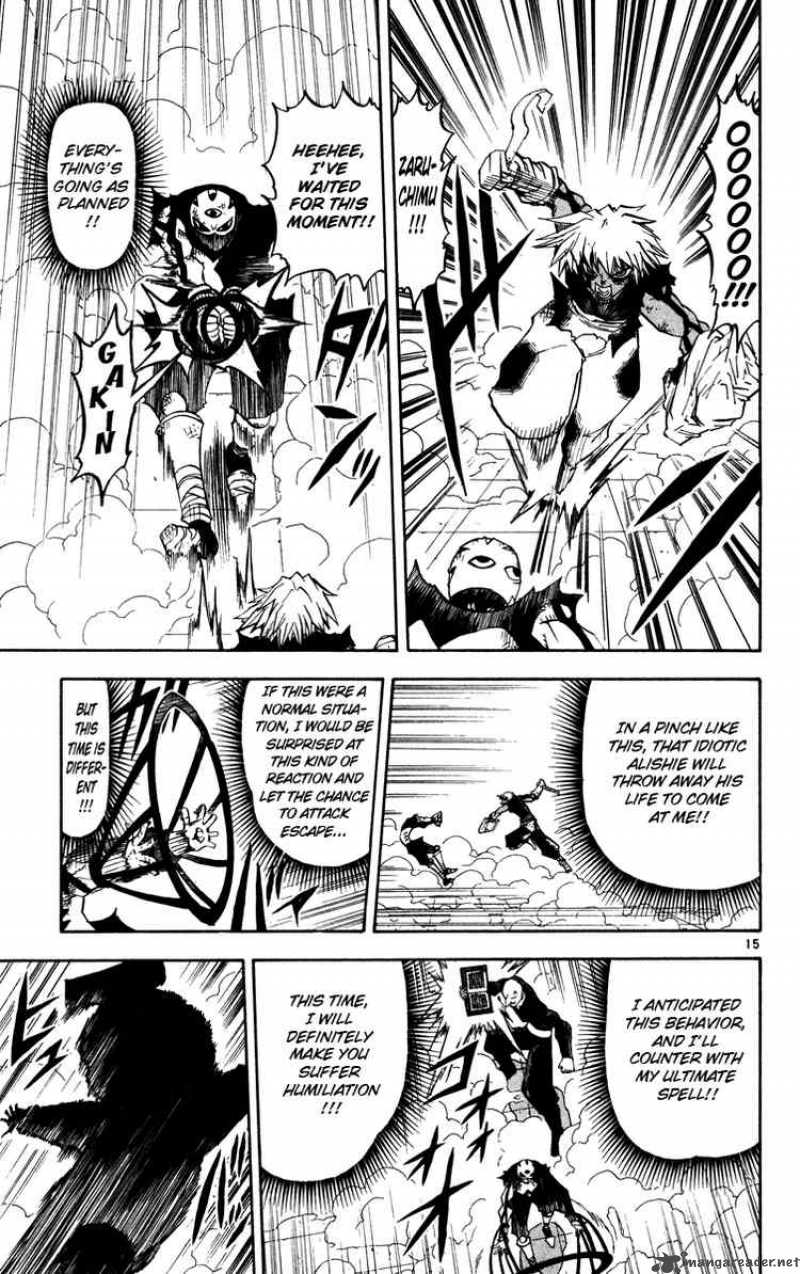 OOOOOO!!!
ZARU-
CHIMU
!!!
HEEHEE,
I'VE
WAITED
FOR THIS
MOMENT!!
EVERY-
THING'S
GOING AS
PLANNED
!!
GAKIN
IN A PINCH LIKE
THIS, THAT IDIOTIC
ALISHIE WILL
THROW AWAY HIS
LIFE TO COME
AT ME!!
IF THIS WERE A
NORMAL SITUA-
TION, I WOULD BE
SURPRISED AT
THIS KIND OF
REACTION AND
LET THE CHANCE
TO ATTACK
ESCAPE...
BUT
THIS
TIME IS
DIFFER-
ENT
!!!
15
I ANTICIPATED
THIS BEHAVIOR,
AND I'LL
COUNTER WITH
MY ULTIMATE
SPELL!!
THIS TIME,
I WILL
DEFINITELY
MAKE YOU
SUFFER
HUMILIATION
!!!
mangareader.net